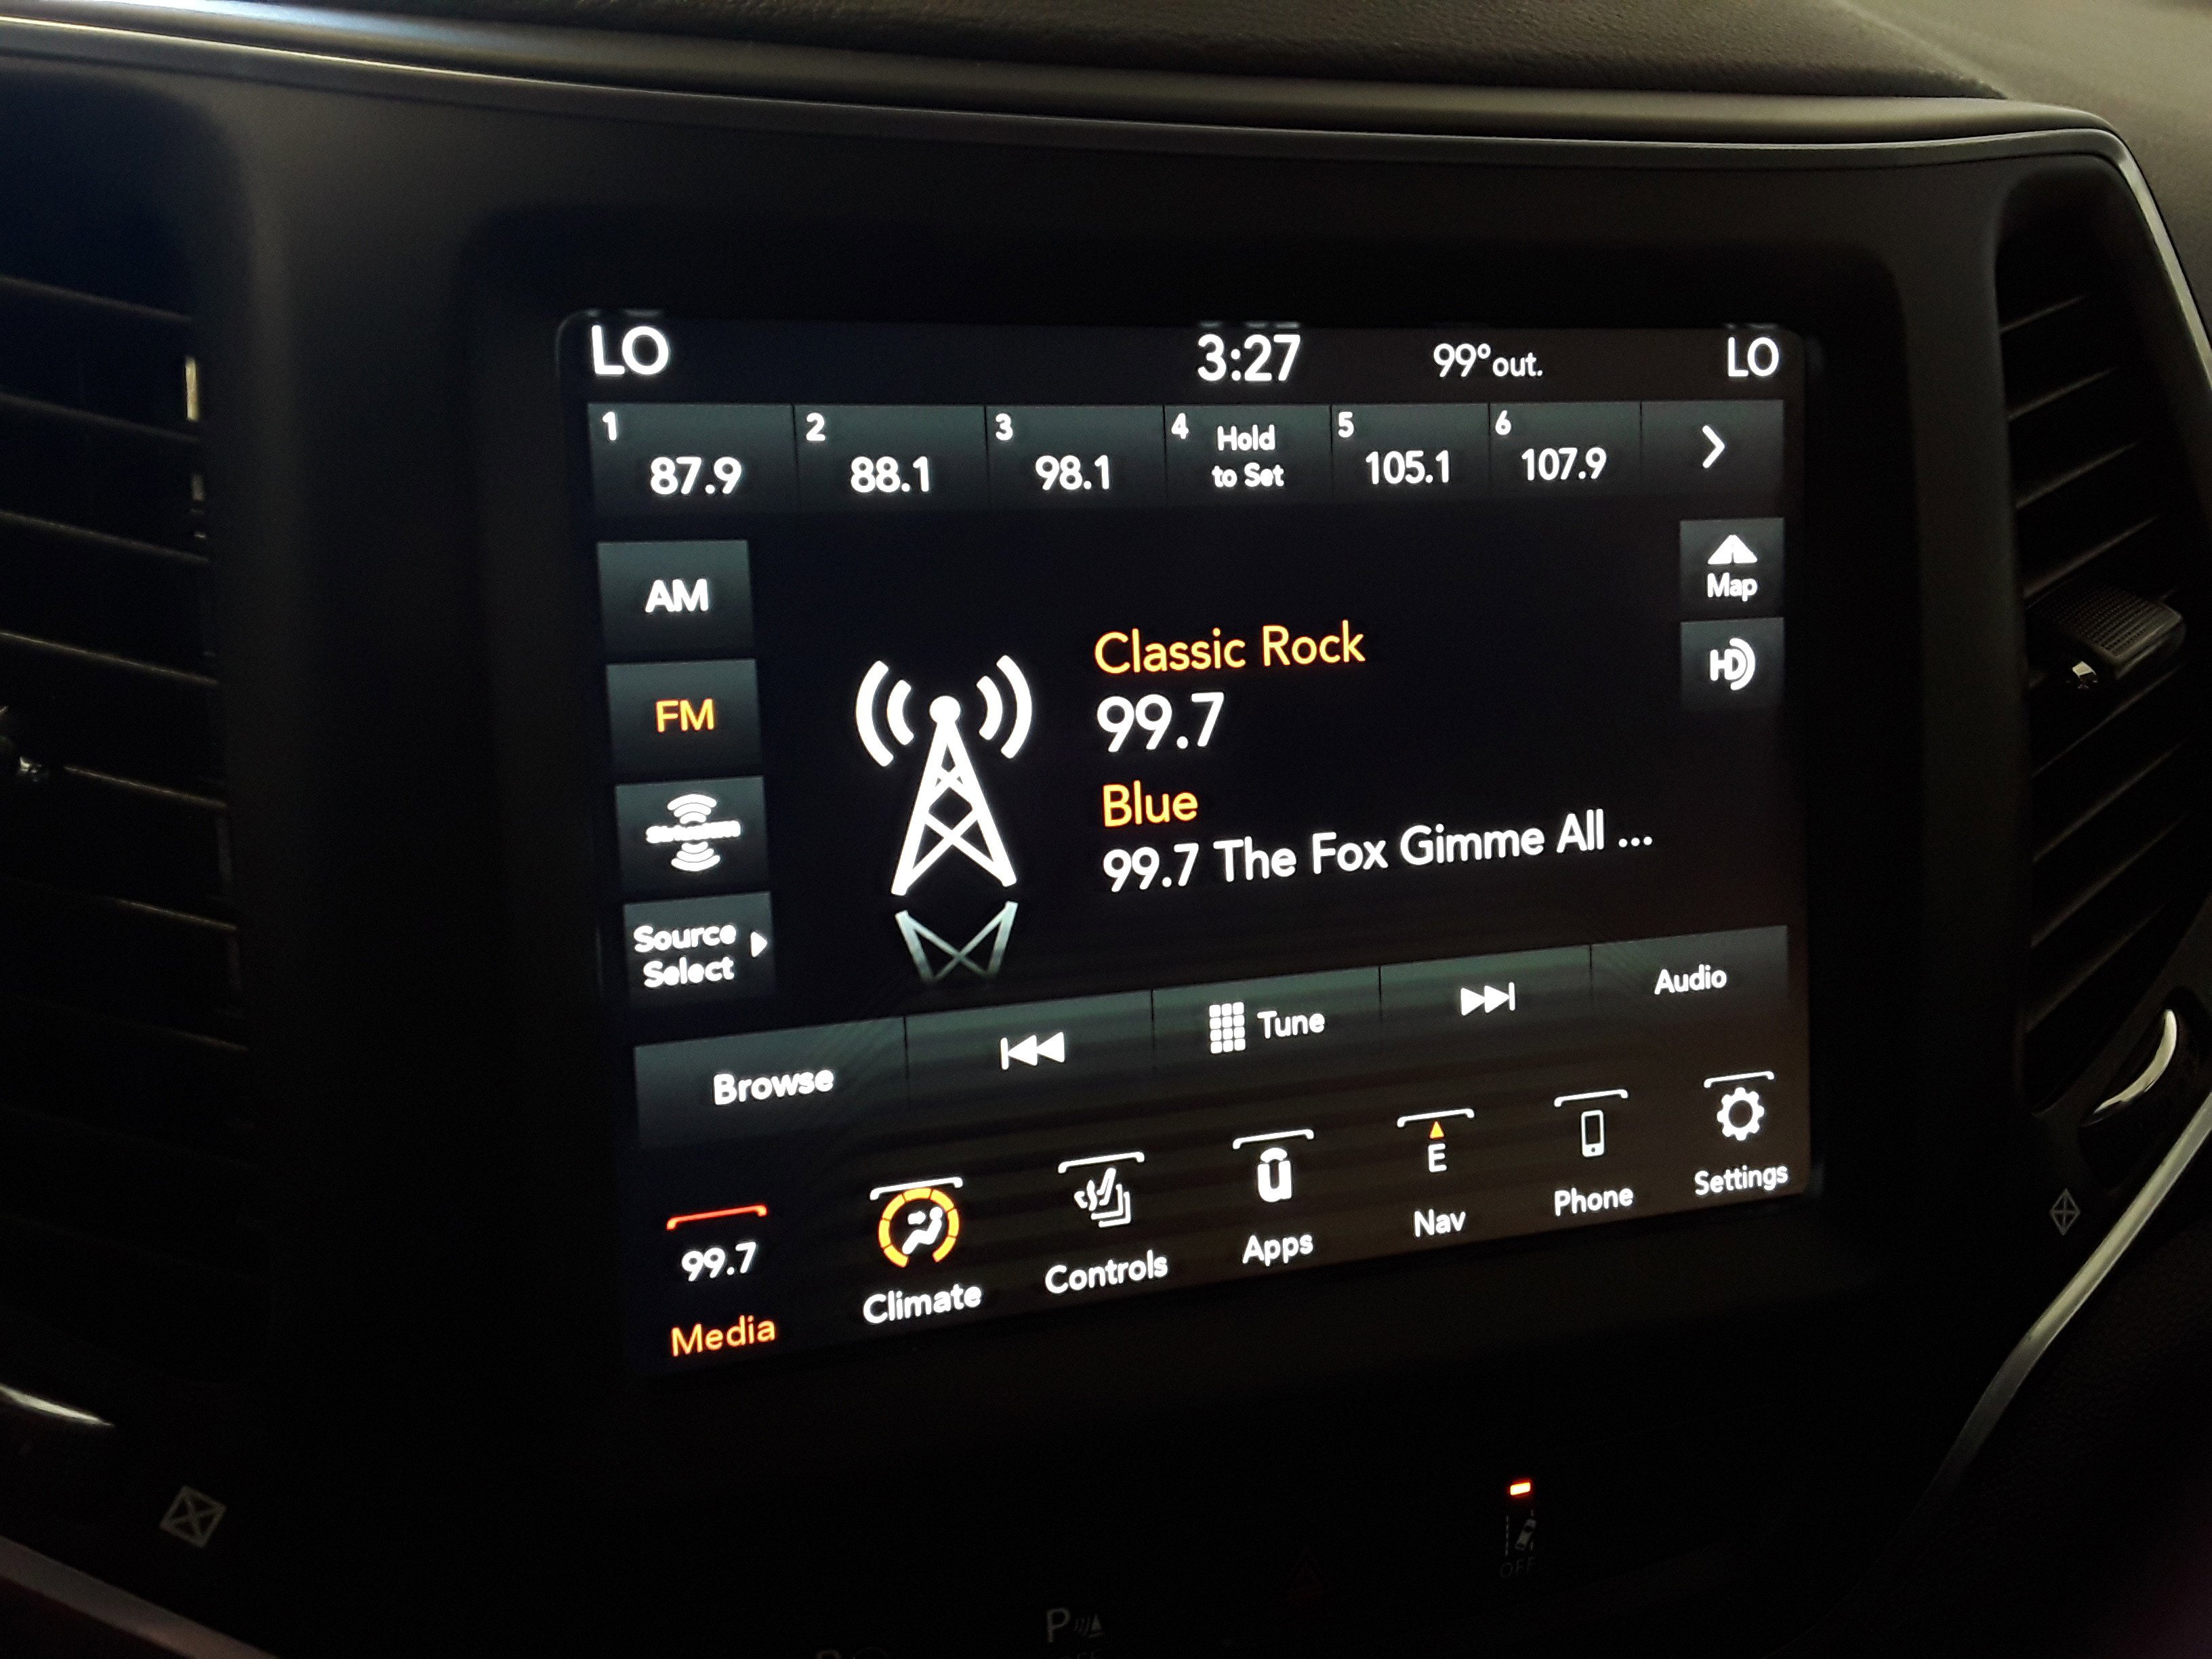 LO 3:27 99°out. LO
1 2 3 4 Hold 5 6
87.9 88.1 98.1 to Set 105.1 107.9
AM
Map
FM
HD
Classic Rock
99.7
Blue
99.7 The Fox Gimme All ...
Source
Select
Browse Tune Audio
99.7 u E
Media Climate Controls Apps Nav Phone Settings
OFF
P